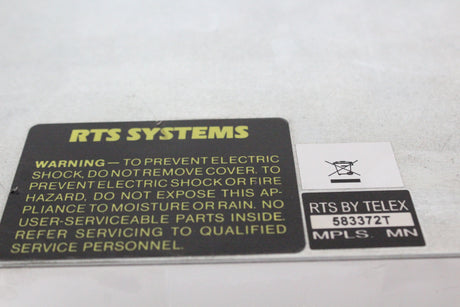 RTS SYSTEMS
WARNING — TO PREVENT ELECTRIC
SHOCK, DO NOT REMOVE COVER. TO
PREVENT ELECTRIC SHOCK OR FIRE
HAZARD, DO NOT EXPOSE THIS AP-
PLIANCE TO MOISTURE OR RAIN. NO
USER-SERVICEABLE PARTS INSIDE.
REFER SERVICING TO QUALIFIED
SERVICE PERSONNEL.
RTS BY TELEX
583372T
MPLS. MN